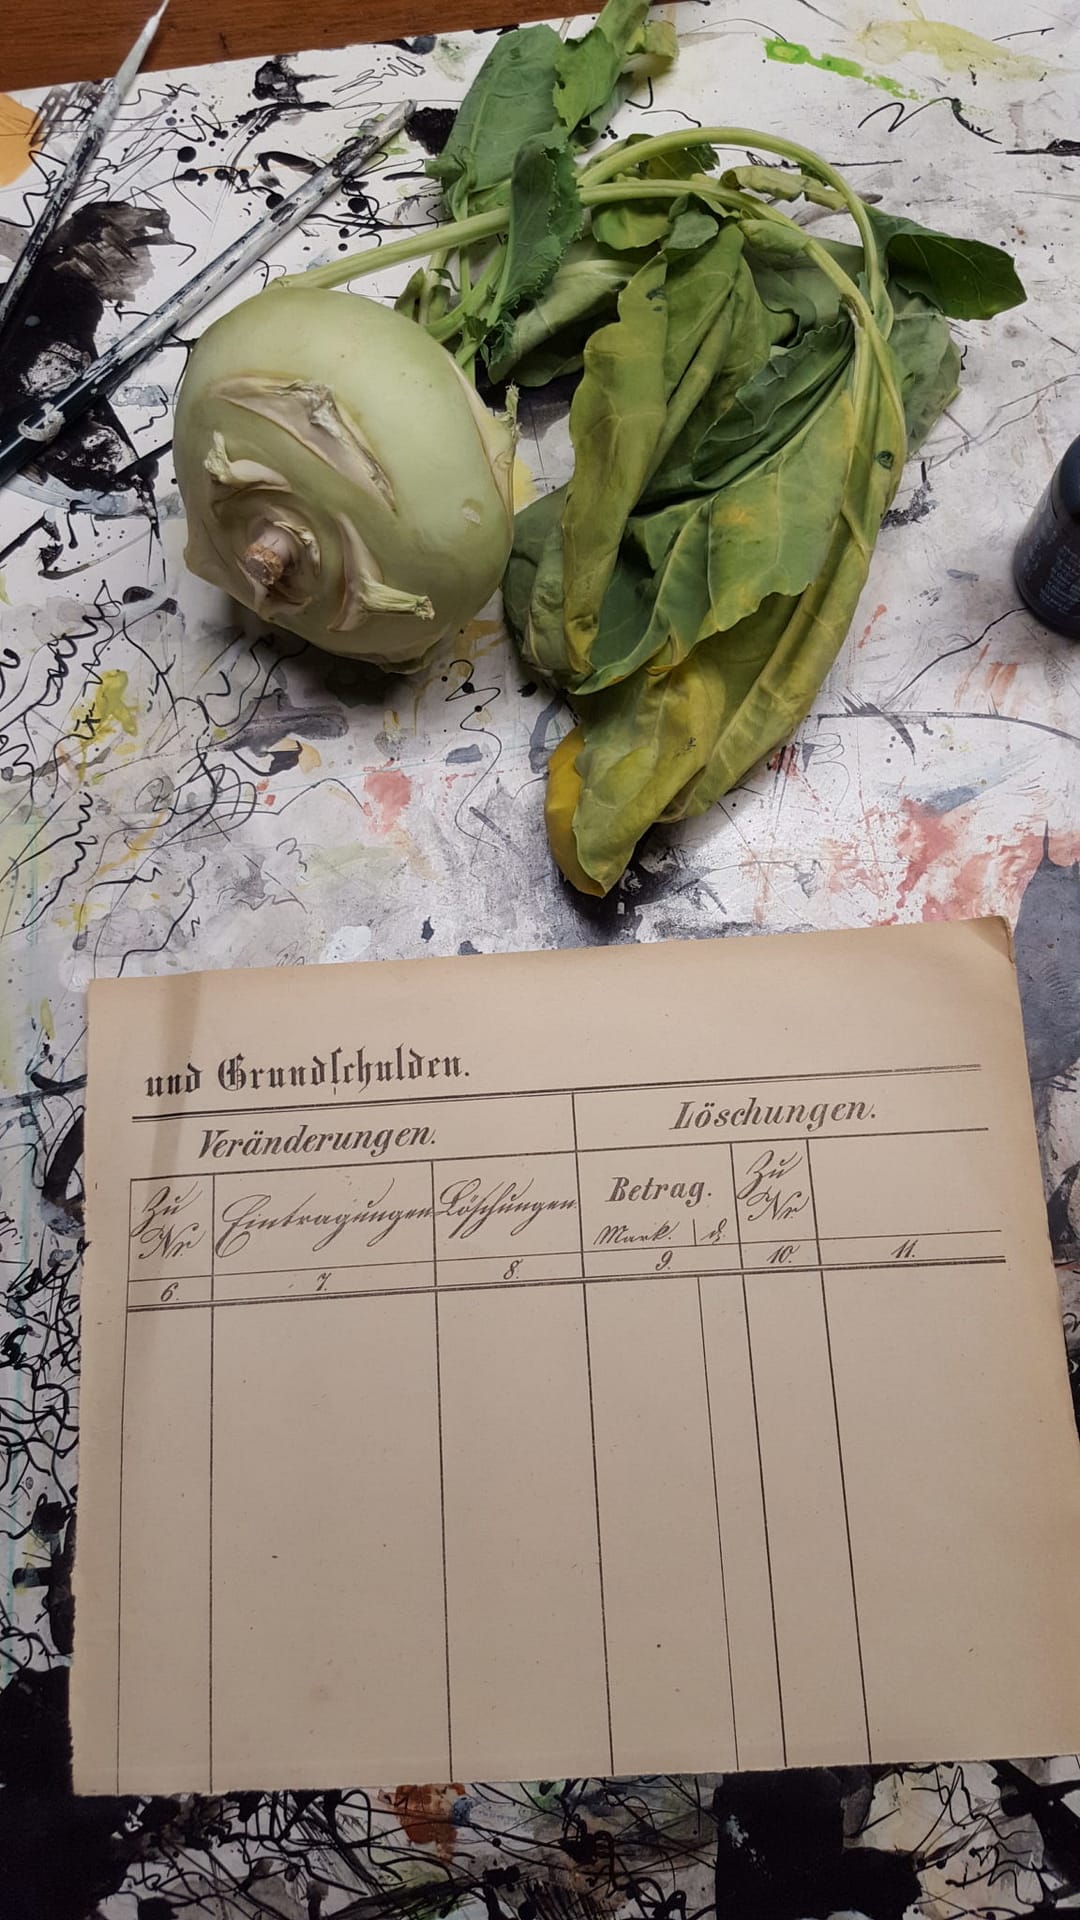 und Grundschulden.
Veränderungen. Löschungen.
Zu Nr Eintragungen Löschungen Betrag. Zu Nr
Mark. ₰
6. 7. 8. 9. 10. 11.